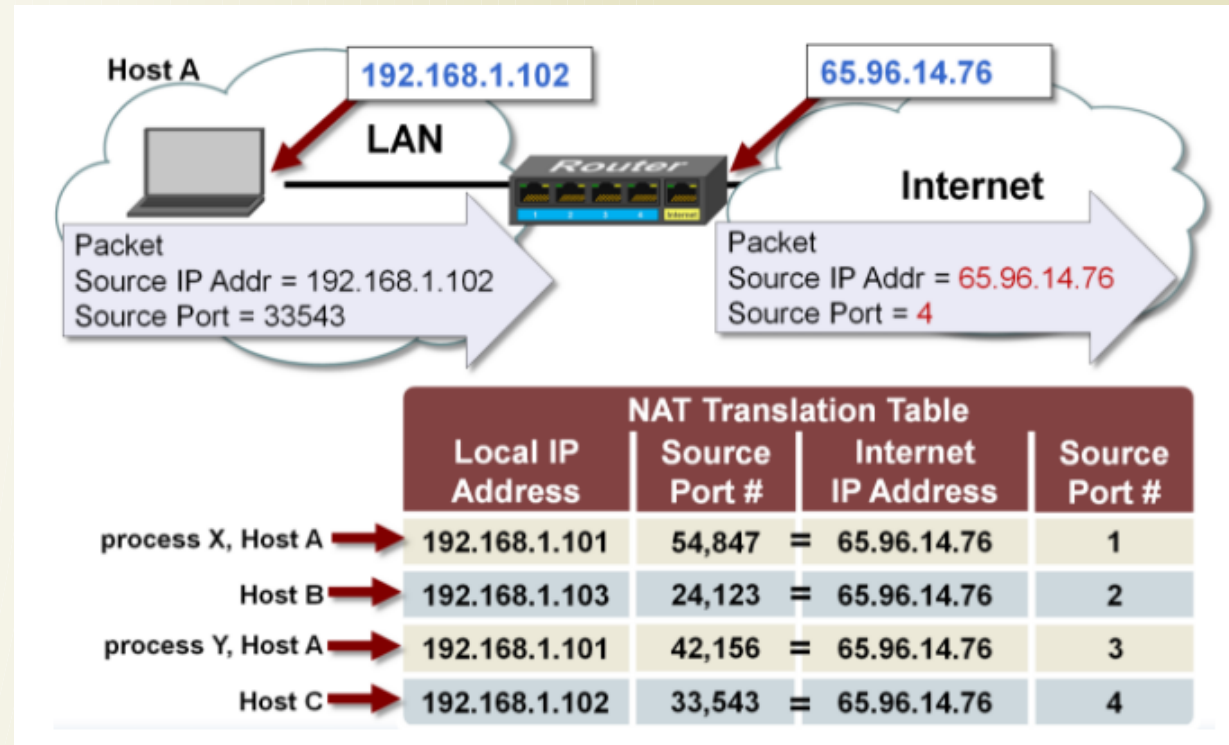 Host A
192.168.1.102
65.96.14.76
LAN
Router
1 2 3 4 Internet
Internet
Packet
Source IP Addr = 192.168.1.102
Source Port = 33543
Packet
Source IP Addr = 65.96.14.76
Source Port = 4
NAT Translation Table
Local IP Address
Source Port #
Internet IP Address
Source Port #
process X, Host A 192.168.1.101 54,847 = 65.96.14.76 1
Host B 192.168.1.103 24,123 = 65.96.14.76 2
process Y, Host A 192.168.1.101 42,156 = 65.96.14.76 3
Host C 192.168.1.102 33,543 = 65.96.14.76 4